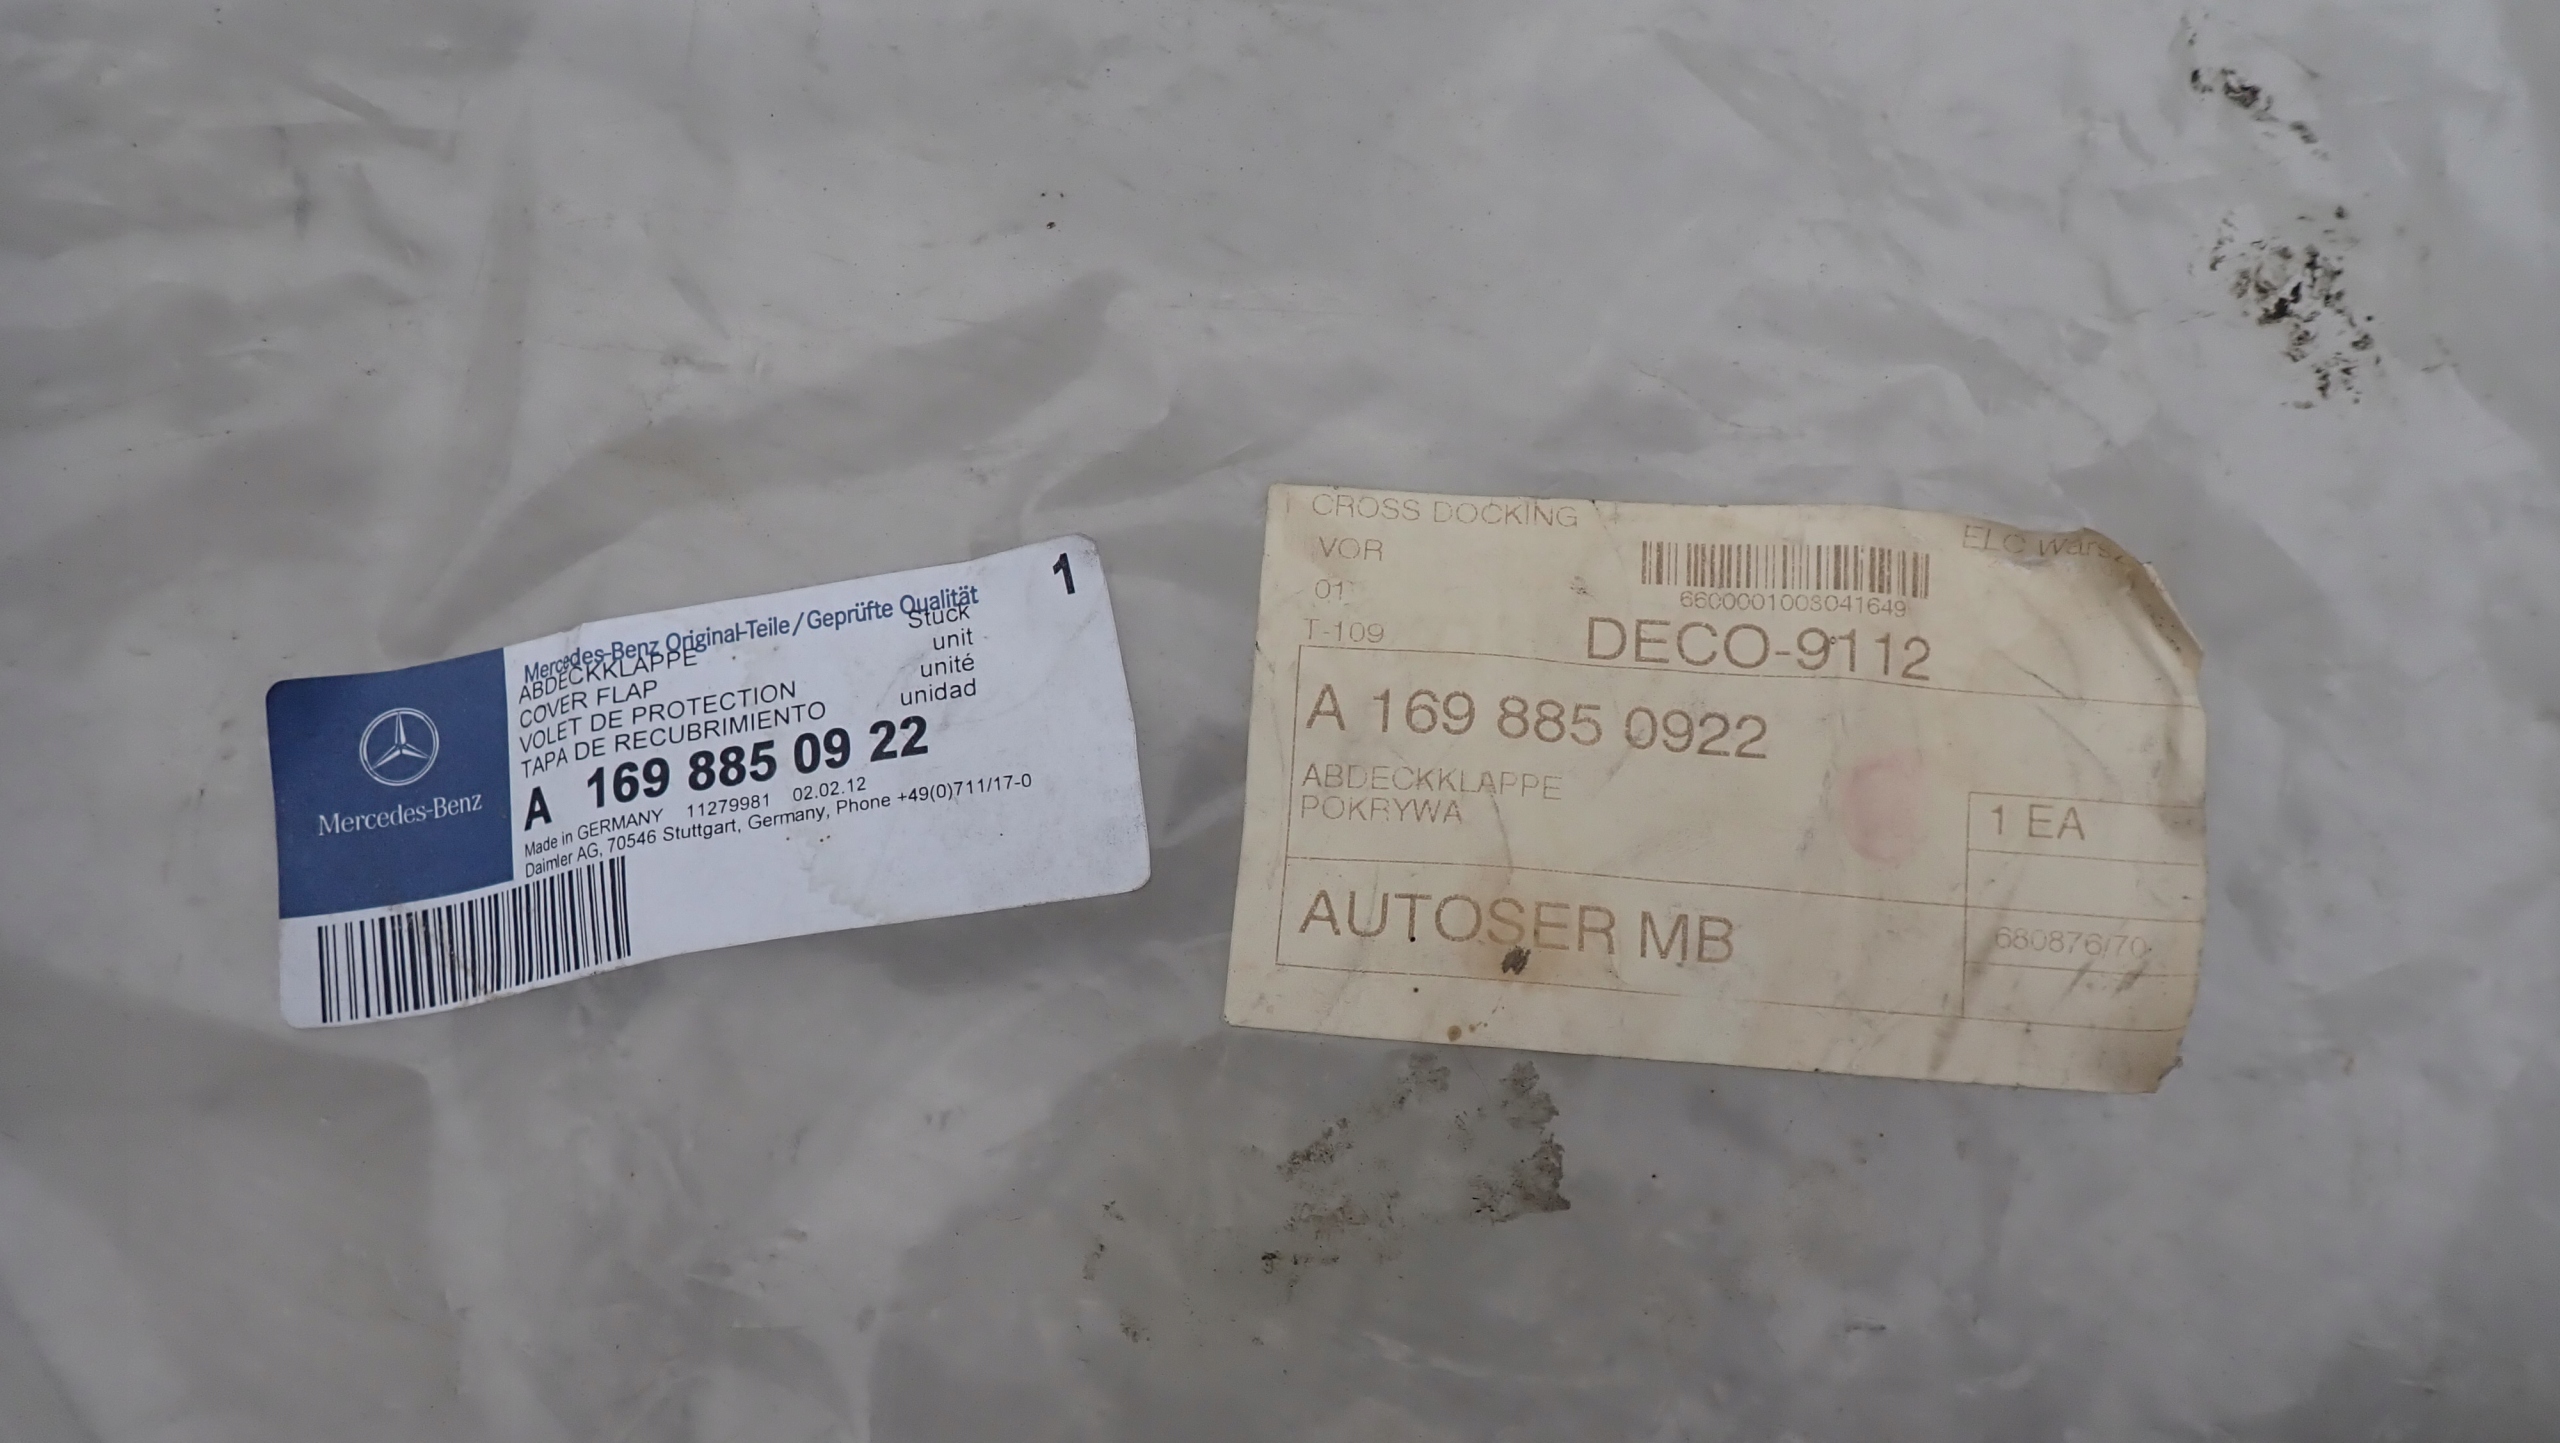 Mercedes-Benz
Mercedes-Benz Original-Teile/Geprüfte Qualität
1
ABDECKKLAPPE Stück
COVER FLAP unit
VOLET DE PROTECTION unité
TAPA DE RECUBRIMIENTO unidad
A 169 885 09 22
Made in GERMANY 11279981 02.02.12
Daimler AG, 70546 Stuttgart, Germany, Phone +49(0)711/17-0
CROSS DOCKING
ELC
VOR
01
6600001003041649
T-109
DECO-9112
A 169 885 0922
ABDECKKLAPPE
POKRYWA
1 EA
AUTOSER MB
680876/70